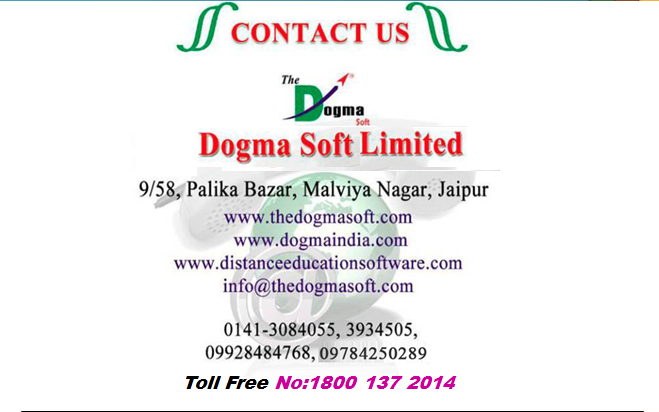 CONTACT US
The
Dogma
Soft
Dogma Soft Limited
9/58, Palika Bazar, Malviya Nagar, Jaipur
www.thedogmasoft.com
www.dogmaindia.com
www.distanceeducationsoftware.com
info@thedogmasoft.com
0141-3084055, 3934505,
09928484768, 09784250289
Toll Free No:1800 137 2014